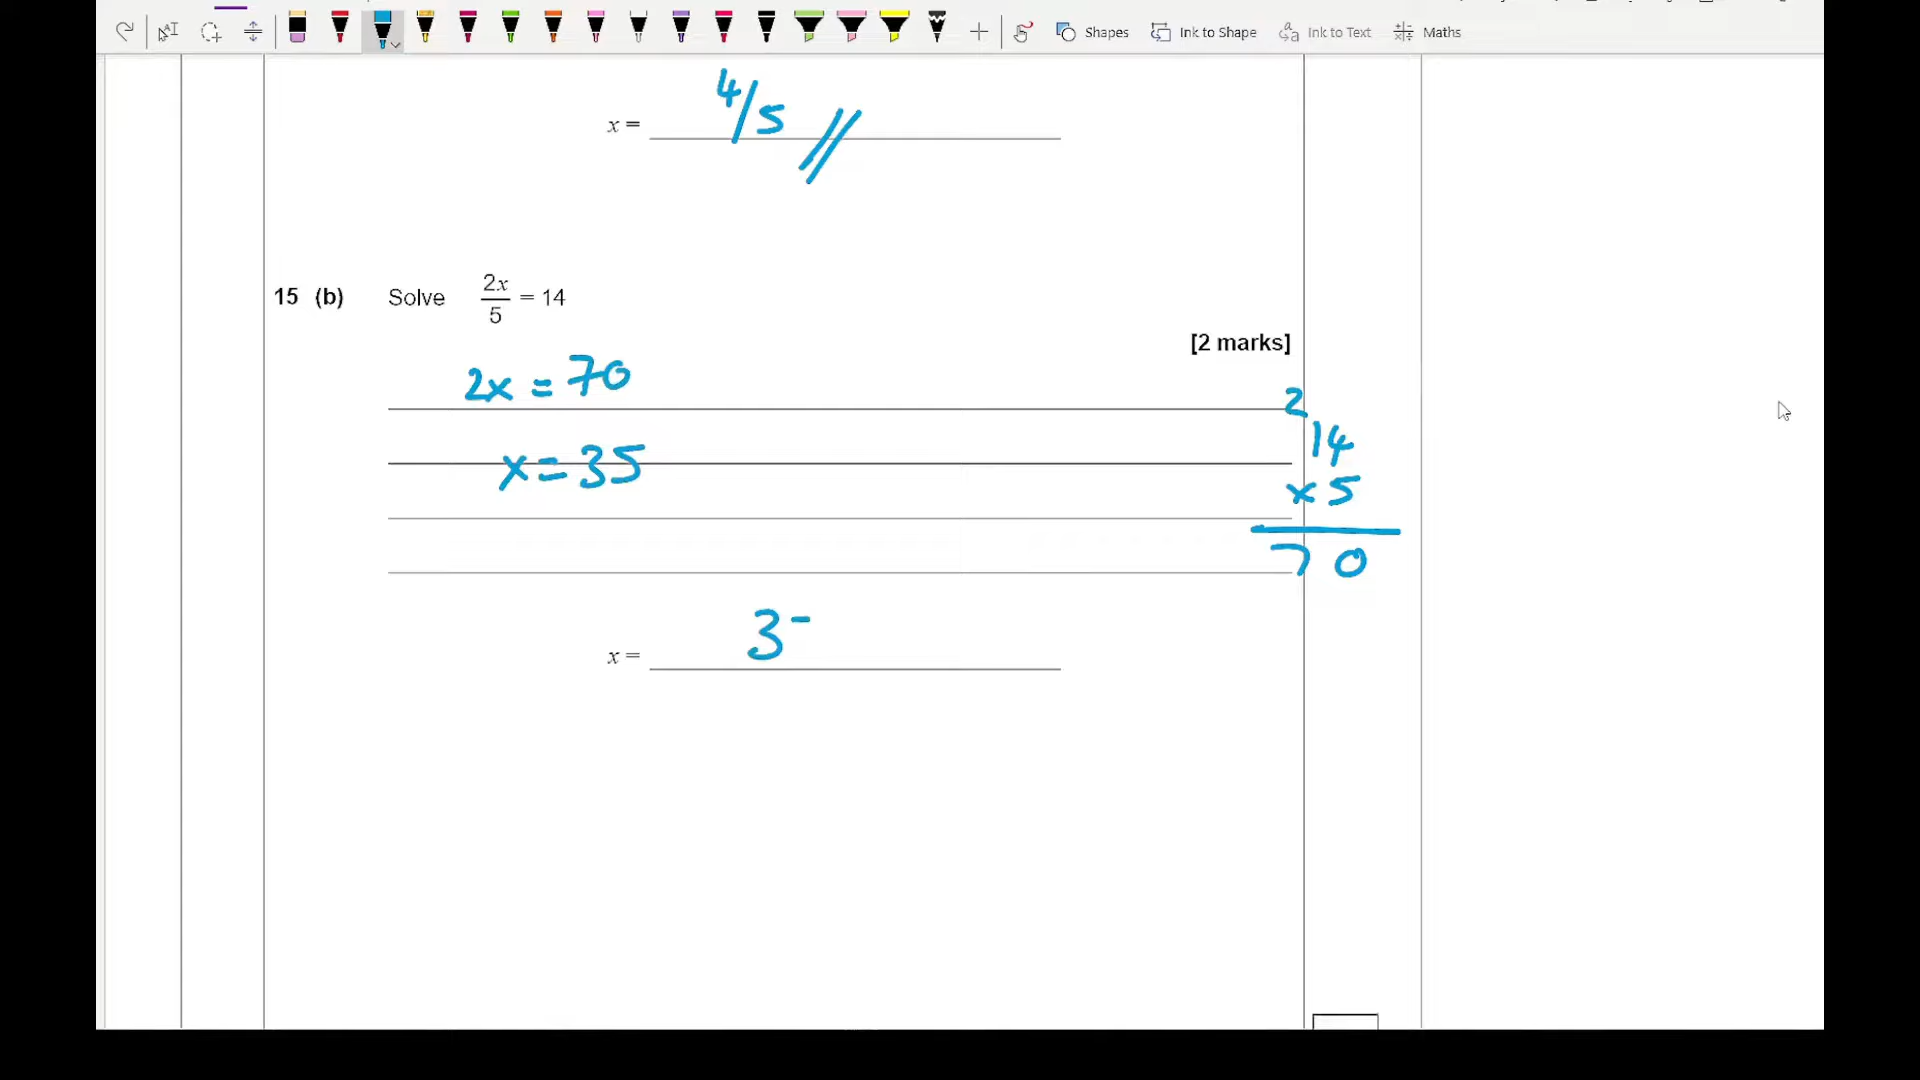 Shapes Ink to Shape Ink to Text Maths
x = 4/5
15 (b) Solve 2x/5 = 14
[2 marks]
2x = 70
x = 35
2
14
x 5
70
x = 3